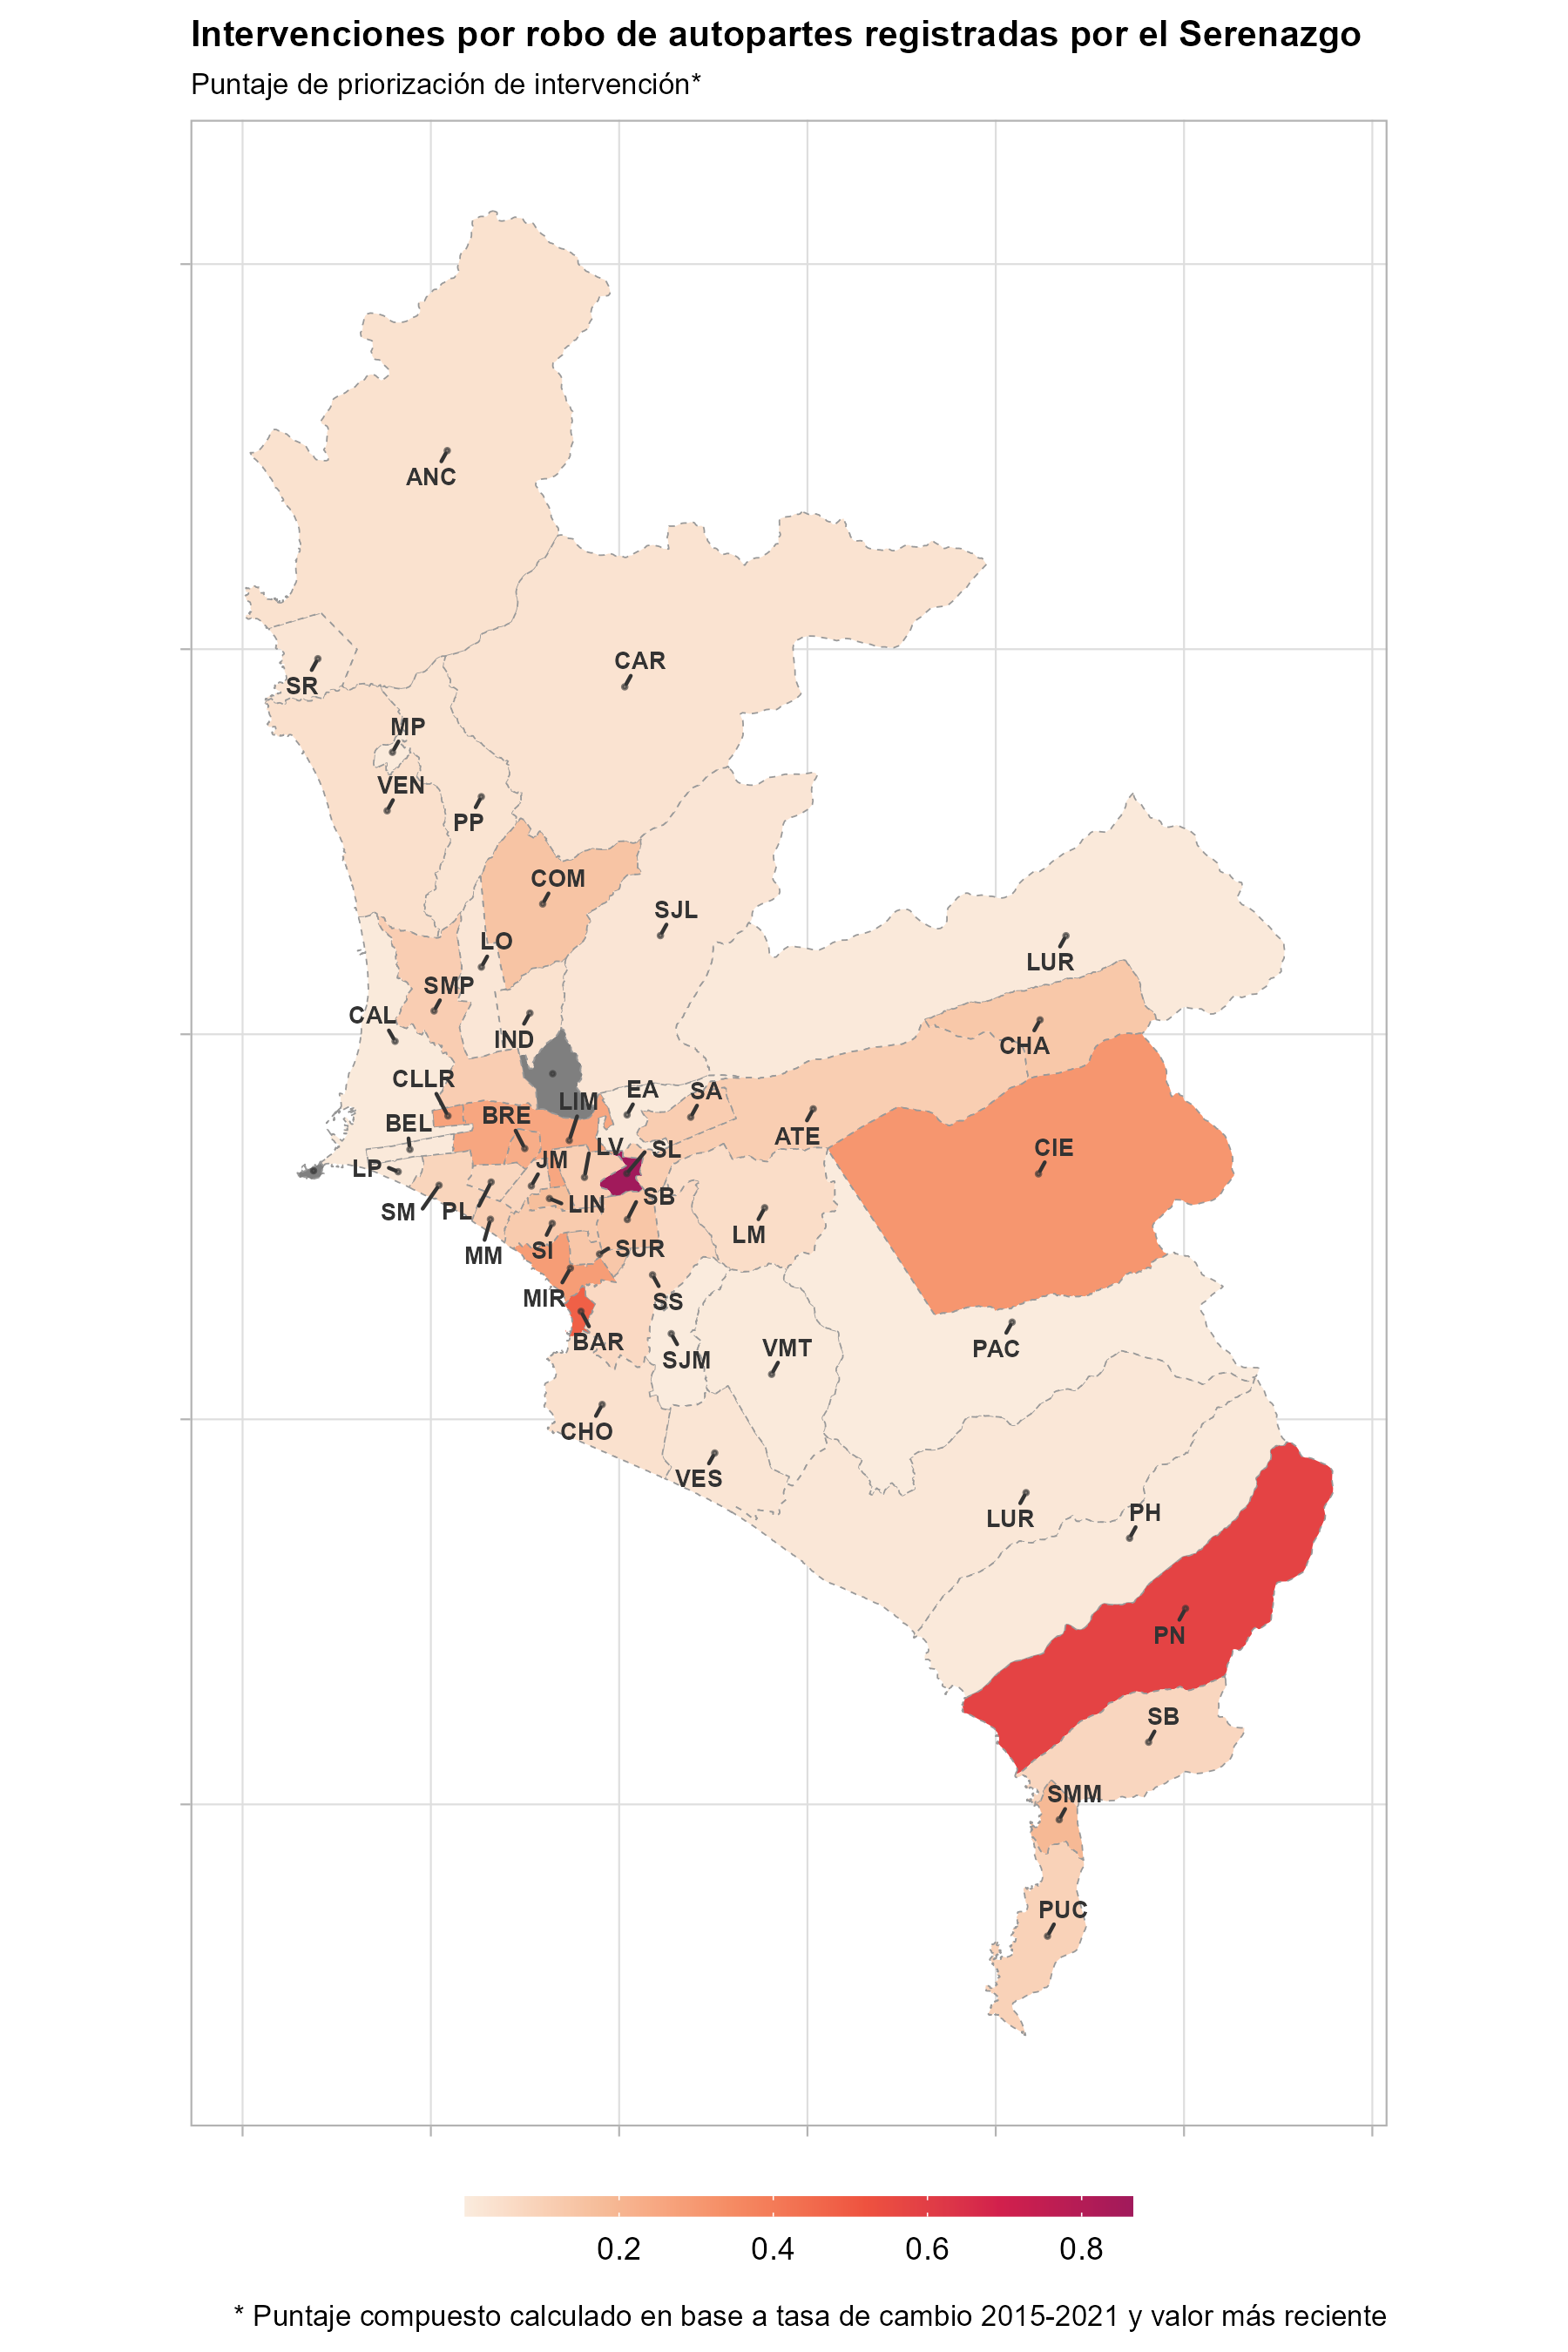 Intervenciones por robo de autopartes registradas por el Serenazgo
Puntaje de priorización de intervención*
ANC
CAR
SR
MP
VEN
PP
COM
SJL
LO
LUR
SMP
CAL
IND
CHA
CLLR
EA
SA
LIM
BRE
BEL
ATE
LV
SL
CIE
JM
LP
SB
LIN
SM
PL
LM
SI
SUR
MM
MIR
SS
BAR
VMT
PAC
SJM
CHO
VES
LUR
PH
PN
SB
SMM
PUC
0.2 0.4 0.6 0.8
* Puntaje compuesto calculado en base a tasa de cambio 2015-2021 y valor más reciente